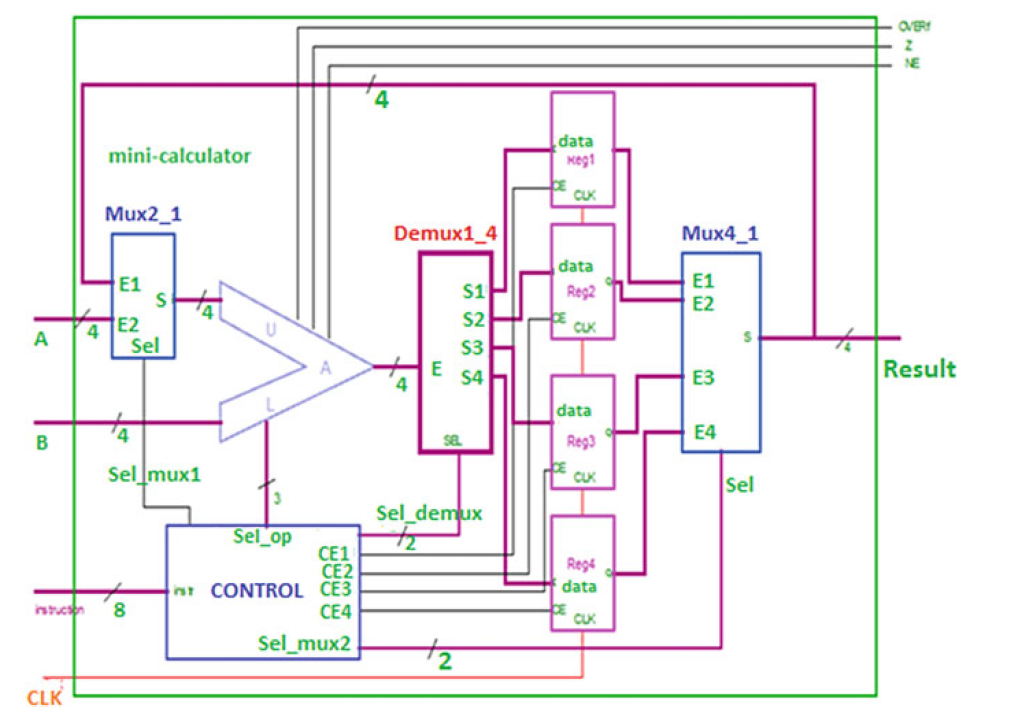 OVERf
Z
NE
4
mini-calculator
Mux2_1
E1
S
4
E2
Sel
A
4
U
A
L
B
4
Sel_mux1
3
4
Demux1_4
S1
S2
S3
S4
E
SEL
data
Reg1
CE
CLK
data
Q
Reg2
CE
CLK
data
Reg3
Q
CE
CLK
Reg4
Q
data
CE
CLK
Mux4_1
E1
E2
S
E3
E4
Sel
4
Result
Sel_demux
2
Sel_op
CE1
CE2
CE3
CE4
instr
CONTROL
instruction
8
Sel_mux2
2
CLK